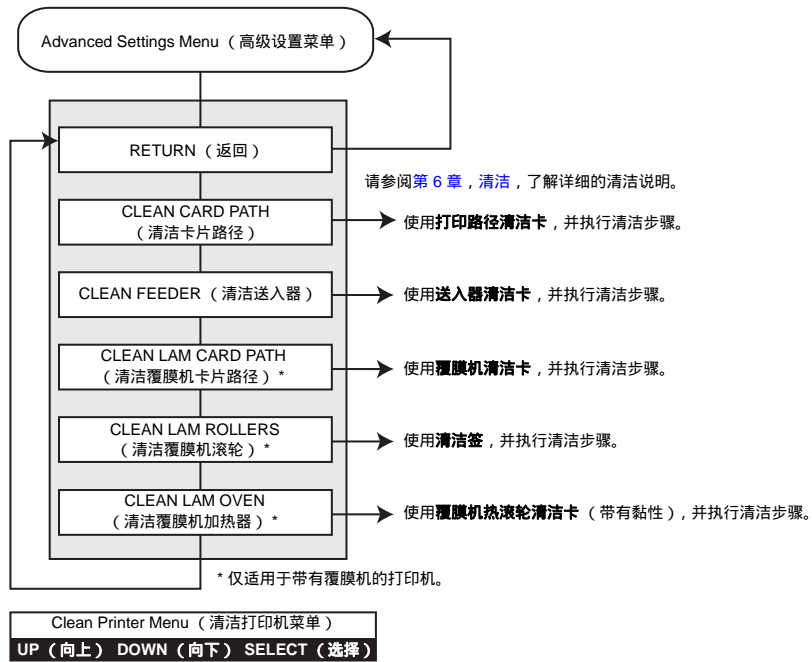 Advanced Settings Menu （高级设置菜单）
RETURN （返回）
请参阅第 6 章，清洁，了解详细的清洁说明。
CLEAN CARD PATH
（清洁卡片路径）
使用打印路径清洁卡，并执行清洁步骤。
CLEAN FEEDER （清洁送入器）
使用送入器清洁卡，并执行清洁步骤。
CLEAN LAM CARD PATH
（清洁覆膜机卡片路径）*
使用覆膜机清洁卡，并执行清洁步骤。
CLEAN LAM ROLLERS
（清洁覆膜机滚轮）*
使用清洁签，并执行清洁步骤。
CLEAN LAM OVEN
（清洁覆膜机加热器）*
使用覆膜机热滚轮清洁卡 （带有黏性），并执行清洁步骤。
* 仅适用于带有覆膜机的打印机。
Clean Printer Menu （清洁打印机菜单）
UP （向上） DOWN （向下） SELECT （选择）